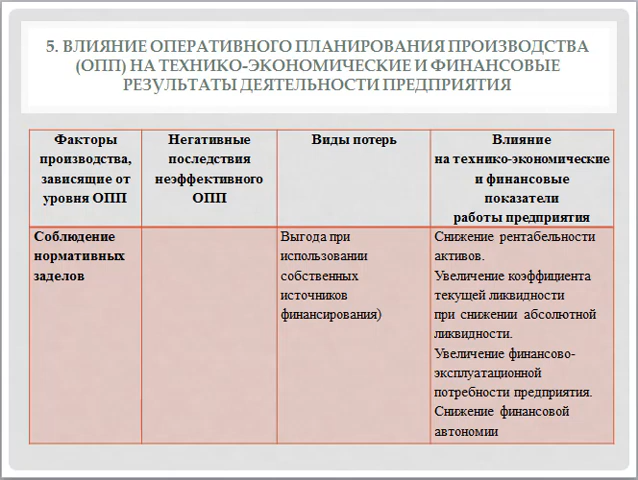 5. ВЛИЯНИЕ ОПЕРАТИВНОГО ПЛАНИРОВАНИЯ ПРОИЗВОДСТВА
(ОПП) НА ТЕХНИКО-ЭКОНОМИЧЕСКИЕ И ФИНАНСОВЫЕ
РЕЗУЛЬТАТЫ ДЕЯТЕЛЬНОСТИ ПРЕДПРИЯТИЯ
Факторы
производства,
зависящие от
уровня ОПП
Негативные
последствия
неэффективного
ОПП
Виды потерь
Влияние
на технико-экономические
и финансовые
показатели
работы предприятия
Соблюдение
нормативных
заделов
Выгода при
использовании
собственных
источников
финансирования)
Снижение рентабельности
активов.
Увеличение коэффициента
текущей ликвидности
при снижении абсолютной
ликвидности.
Увеличение финансово-
эксплуатационной
потребности предприятия.
Снижение финансовой
автономии